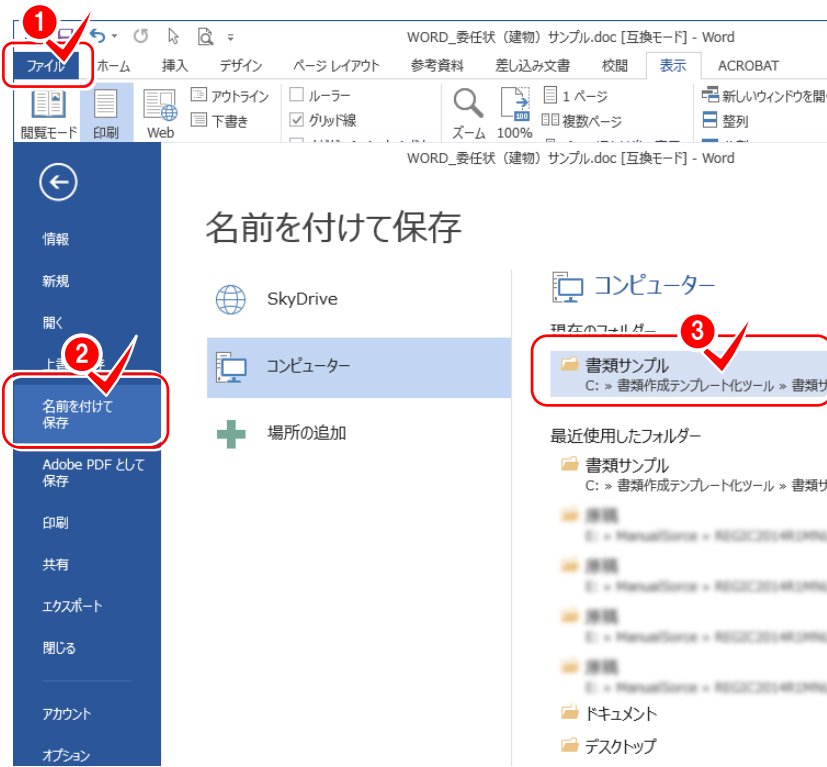 1
WORD_委任状（建物）サンプル.doc [互換モード] - Word
ファイル ホーム 挿入 デザイン ページ レイアウト 参考資料 差し込み文書 校閲 表示 ACROBAT
閲覧モード 印刷 Web アウトライン 下書き
ルーラー
グリッド線
ズーム 100%
1 ページ
複数ページ
新しいウィンドウを開
整列
WORD_委任状（建物）サンプル.doc [互換モード] - Word
情報
新規
開く
2
名前を付けて
保存
Adobe PDF として
保存
印刷
共有
エクスポート
閉じる
アカウント
オプション
名前を付けて保存
SkyDrive
コンピューター
場所の追加
コンピューター
現在のフォルダー
3
書類サンプル
C: » 書類作成テンプレート化ツール » 書類サ
最近使用したフォルダー
書類サンプル
C: » 書類作成テンプレート化ツール » 書類サ
ドキュメント
デスクトップ